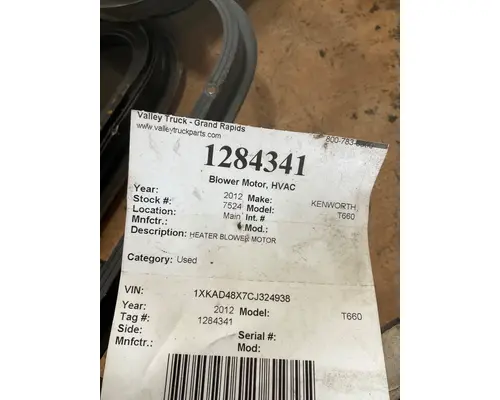 Valley Truck - Grand Rapids
www.valleytruckparts.com
1284341
Blower Motor, HVAC
Year: 2012 Make: KENWORTH,
Stock #: 7524 Model: T660
Location: Main Int. #
Mnfctr.: Mod.:
Description: HEATER BLOWER MOTOR
Category: Used
VIN: 1XKAD48X7CJ324938
Year: 2012 Model: T660
Tag #: 1284341
Side: Serial #:
Mnfctr.: Mod: